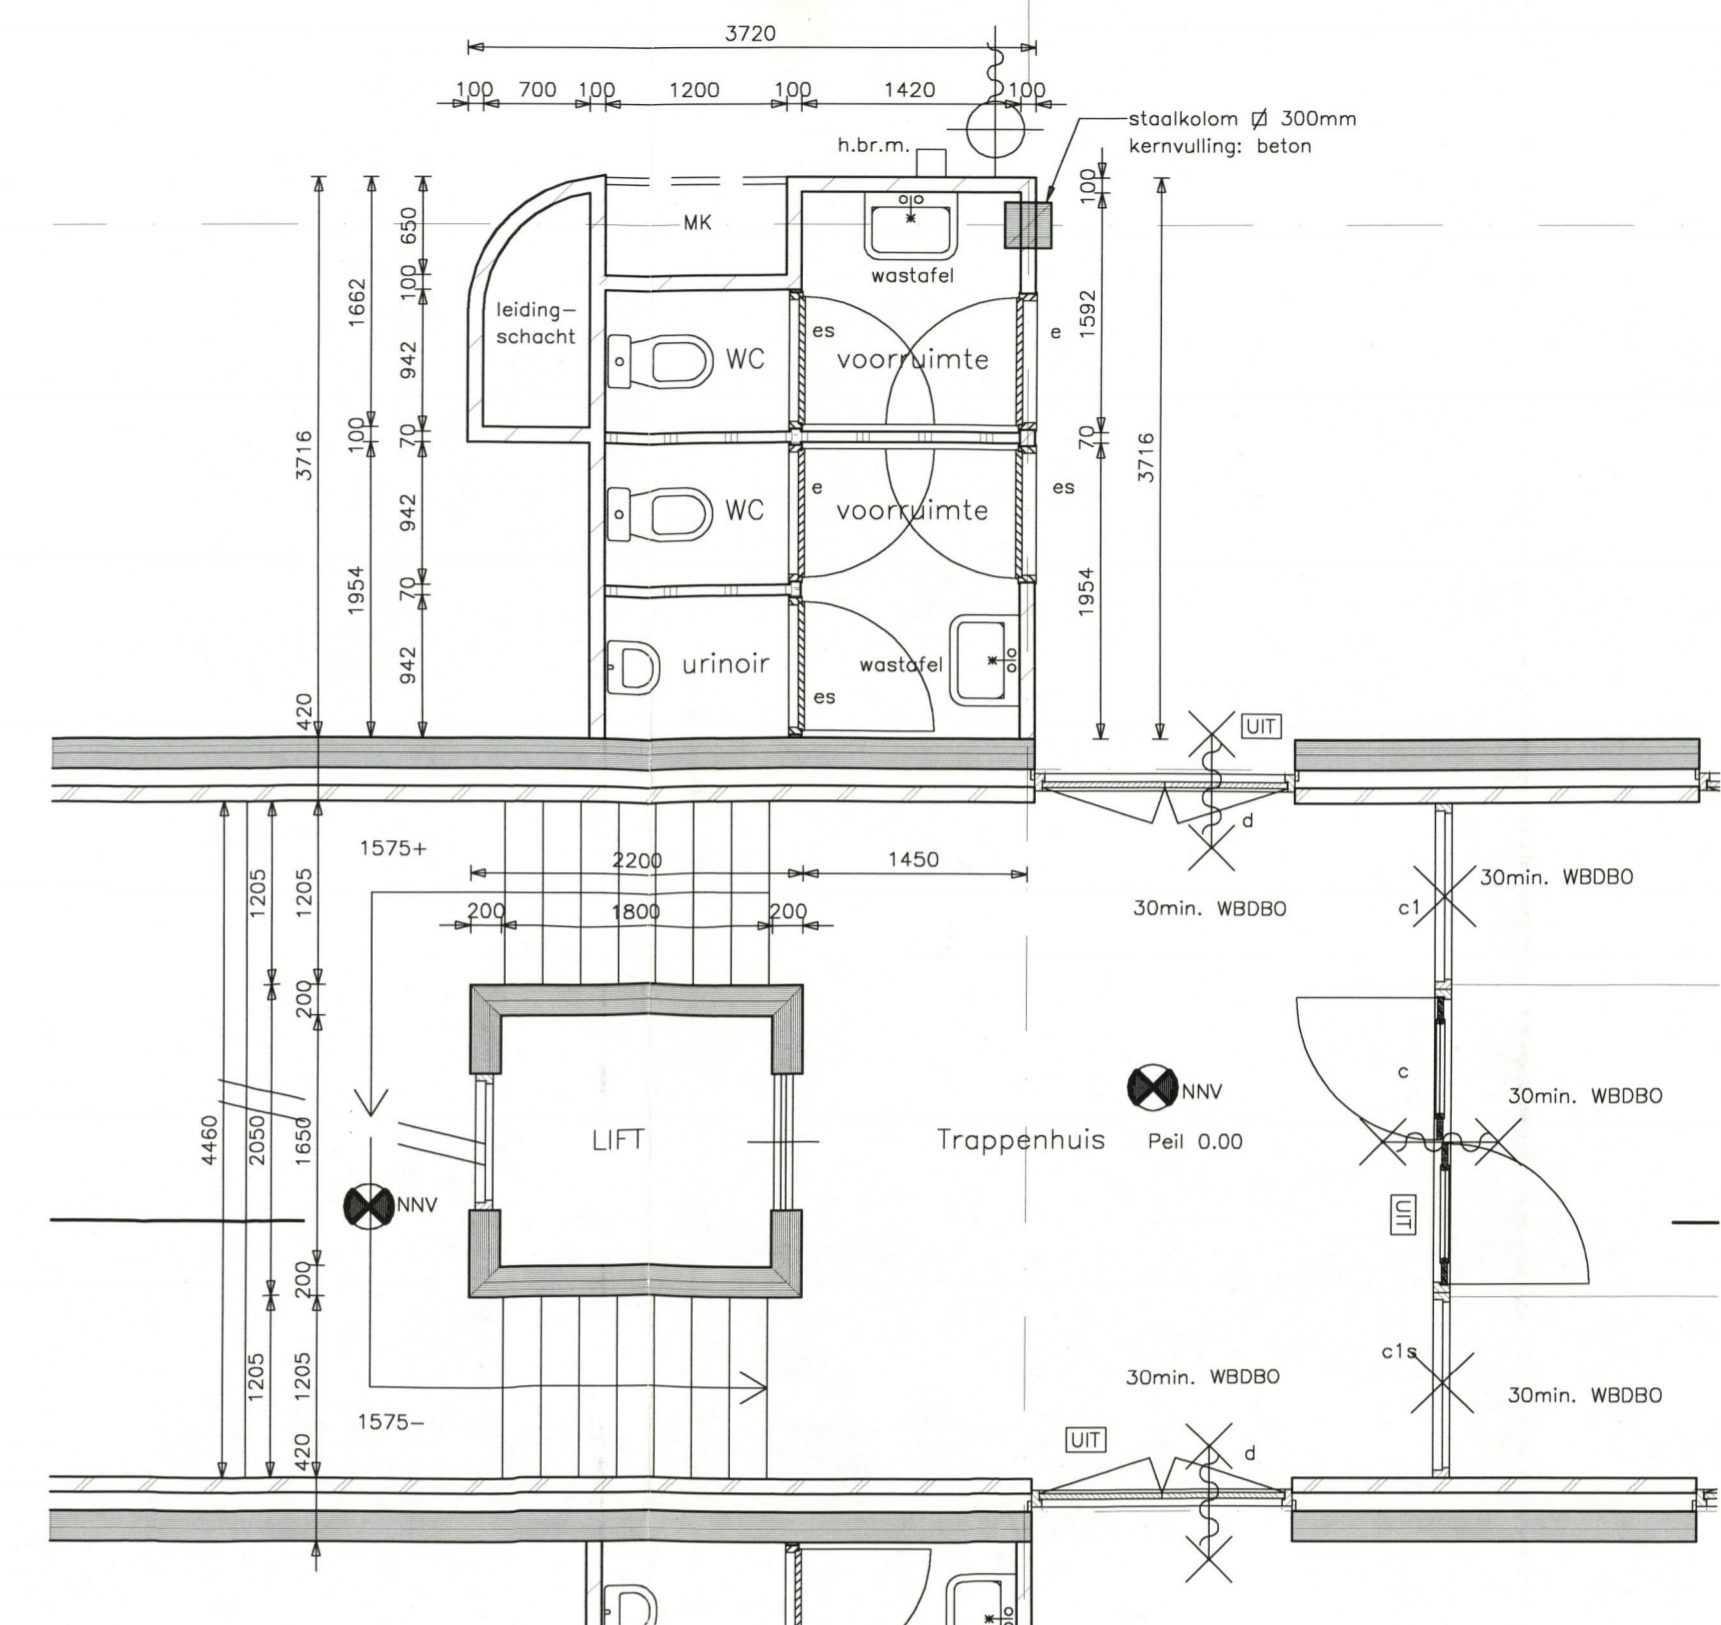 3720
100 700 100 1200 100 1420 100
staalkolom 300mm
kernvulling: beton
h.br.m.
MK
wastafel
leiding-
schacht
WC
es
voorruimte
e
WC
e
voorruimte
es
urinoir
es
wastafel
3716
1662
100
1954
650
100
942
70
942
70
942
420
100
1592
70
1954
3716
UIT
d
1575+
2200
1450
200 1800 200
30min. WBDBO
c1
30min. WBDBO
4460
1205
2050
1205
1205
200
1650
200
1205
420
NNV
LIFT
Trappenhuis
Peil 0.00
NNV
c
30min. WBDBO
UIT
c1s
30min. WBDBO
30min. WBDBO
1575-
UIT
d